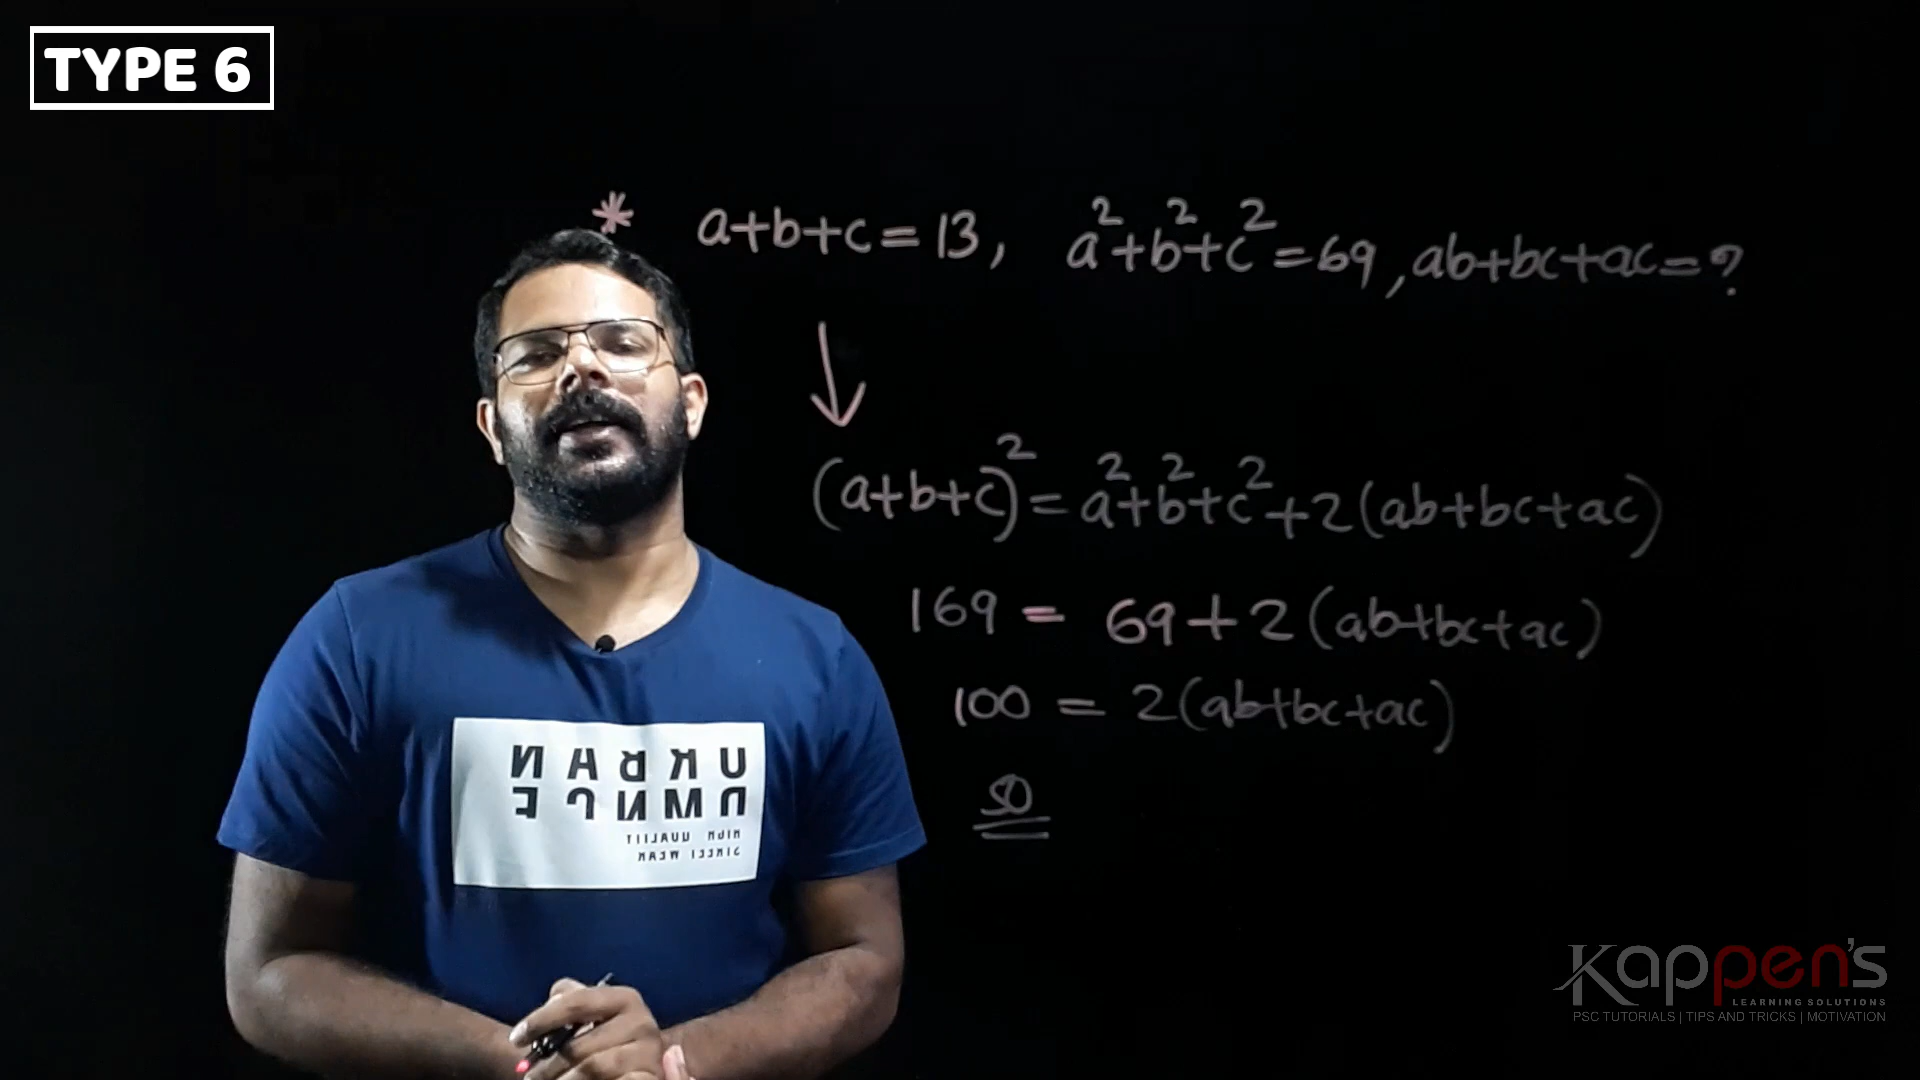 TYPE 6
* a+b+c=13, a²+b²+c²=69, ab+bc+ac=?
↓
(a+b+c)²=a²+b²+c²+2(ab+bc+ac)
169 = 69+2(ab+bc+ac)
100 = 2(ab+bc+ac)
50
URBAN
Kappen's
LEARNING SOLUTIONS
PSC TUTORIALS | TIPS AND TRICKS | MOTIVATION